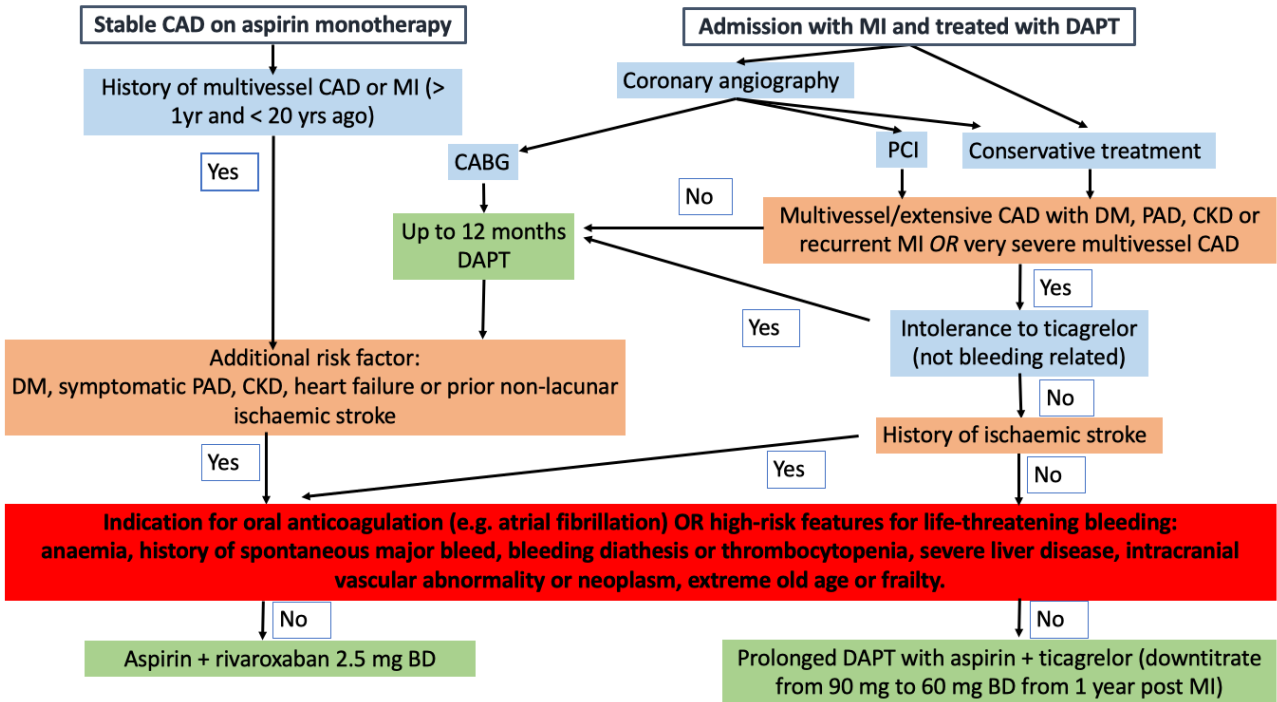 Stable CAD on aspirin monotherapy
Admission with MI and treated with DAPT
History of multivessel CAD or MI (>
1yr and < 20 yrs ago)
Coronary angiography
Yes
CABG
PCI
Conservative treatment
No
Up to 12 months
DAPT
Multivessel/extensive CAD with DM, PAD, CKD or
recurrent MI OR very severe multivessel CAD
Yes
Yes
Intolerance to ticagrelor
(not bleeding related)
Additional risk factor:
DM, symptomatic PAD, CKD, heart failure or prior non-lacunar
ischaemic stroke
No
History of ischaemic stroke
Yes
Yes
No
Indication for oral anticoagulation (e.g. atrial fibrillation) OR high-risk features for life-threatening bleeding:
anaemia, history of spontaneous major bleed, bleeding diathesis or thrombocytopenia, severe liver disease, intracranial
vascular abnormality or neoplasm, extreme old age or frailty.
No
No
Aspirin + rivaroxaban 2.5 mg BD
Prolonged DAPT with aspirin + ticagrelor (downtitrate
from 90 mg to 60 mg BD from 1 year post MI)